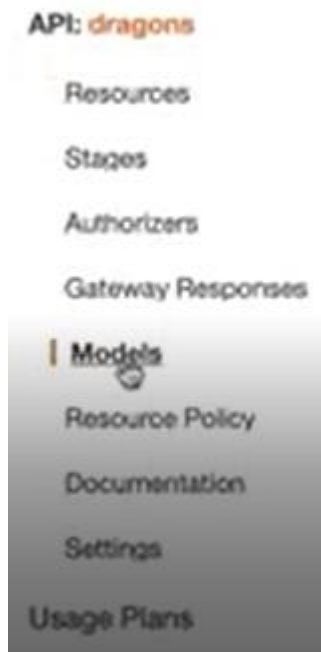 API: dragons
Resources
Stages
Authorizers
Gateway Responses
Models
Resource Policy
Documentation
Settings
Usage Plans